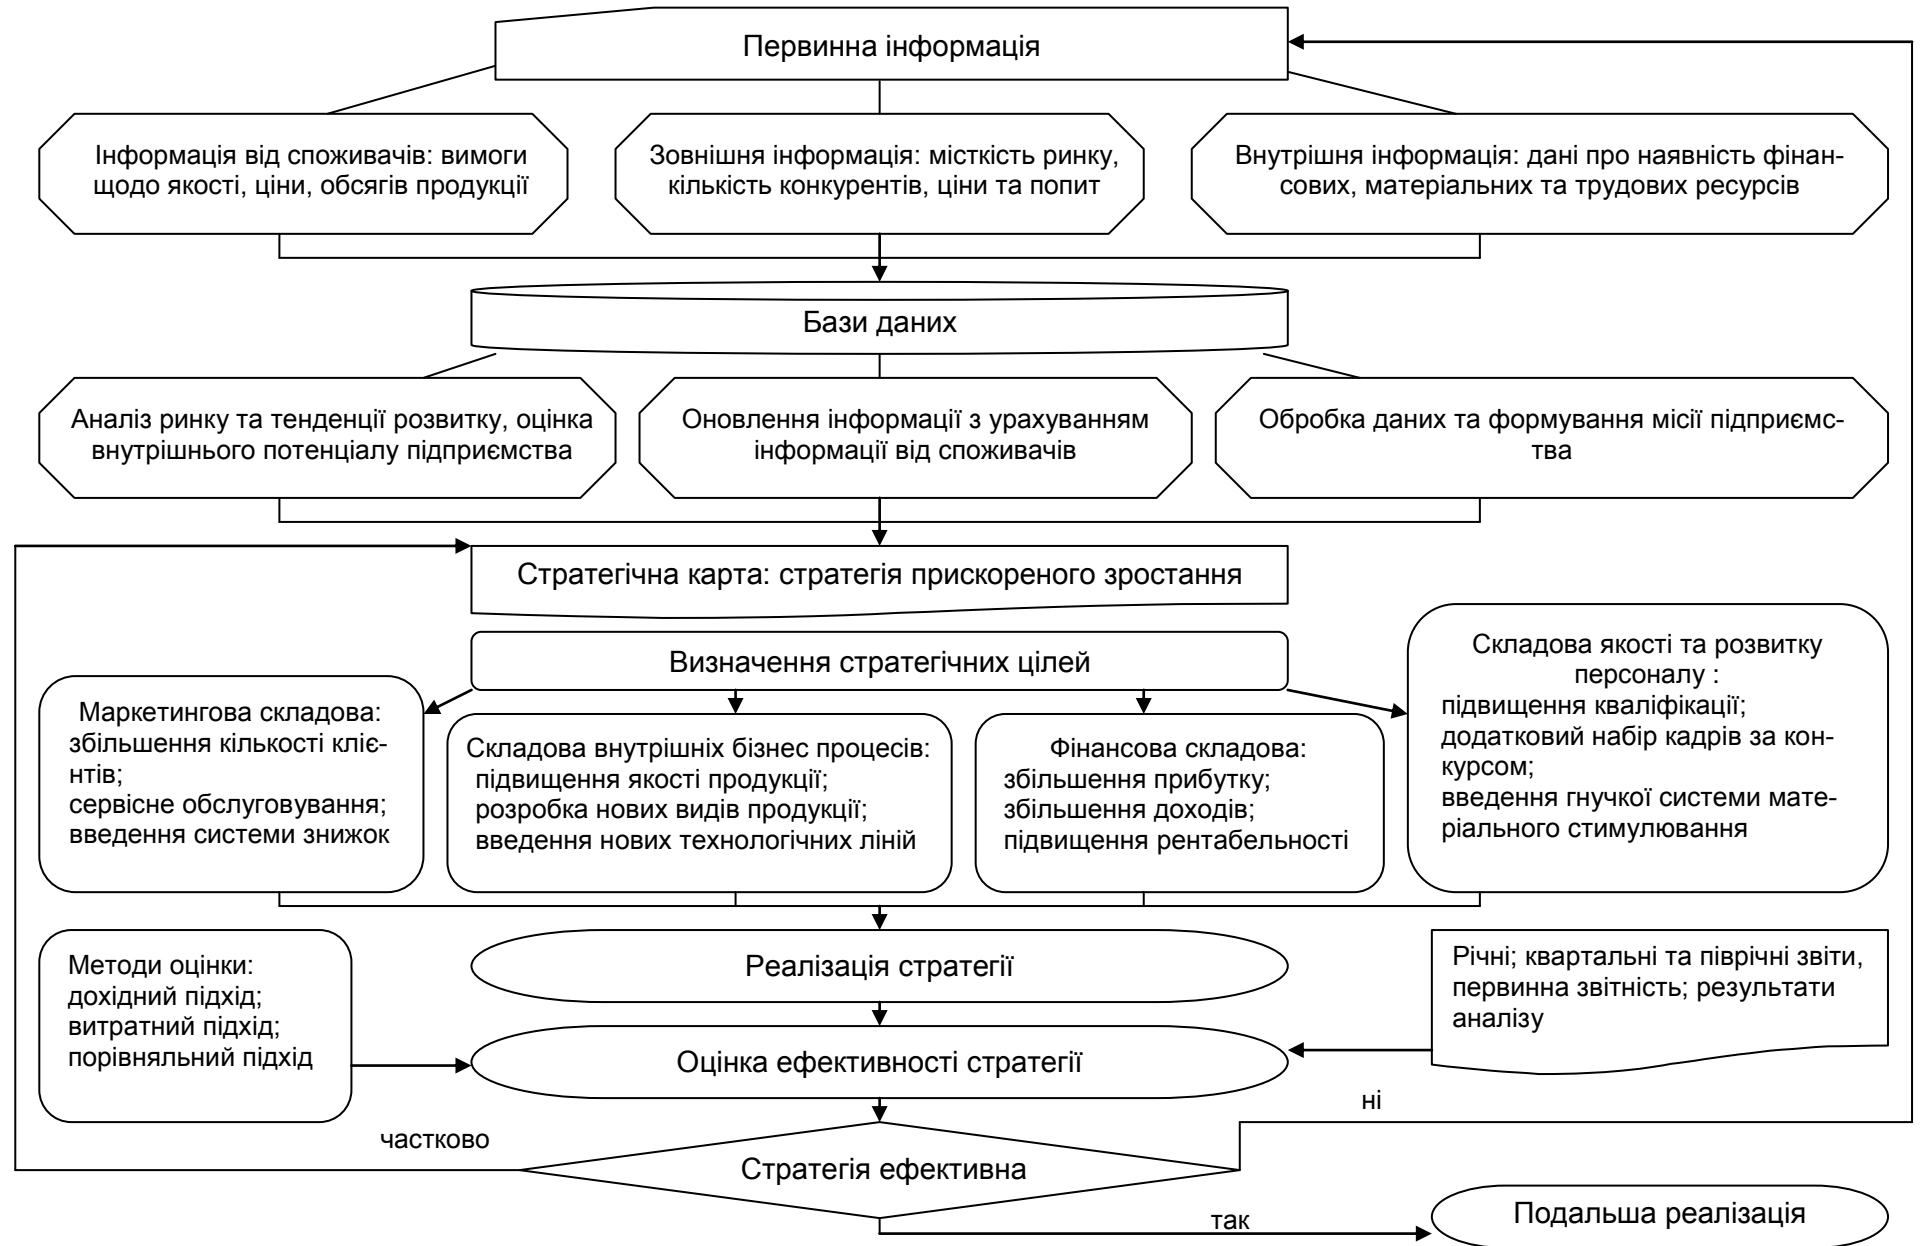 Первинна інформація
Інформація від споживачів: вимоги
щодо якості, ціни, обсягів продукції
Зовнішня інформація: місткість ринку,
кількість конкурентів, ціни та попит
Внутрішня інформація: дані про наявність фінан-
сових, матеріальних та трудових ресурсів
Бази даних
Аналіз ринку та тенденції розвитку, оцінка
внутрішнього потенціалу підприємства
Оновлення інформації з урахуванням
інформації від споживачів
Обробка даних та формування місії підприємс-
тва
Стратегічна карта: стратегія прискореного зростання
Визначення стратегічних цілей
Маркетингова складова:
збільшення кількості кліє-
нтів;
сервісне обслуговування;
введення системи знижок
Складова внутрішніх бізнес процесів:
підвищення якості продукції;
розробка нових видів продукції;
введення нових технологічних ліній
Фінансова складова:
збільшення прибутку;
збільшення доходів;
підвищення рентабельності
Складова якості та розвитку
персоналу :
підвищення кваліфікації;
додатковий набір кадрів за кон-
курсом;
введення гнучкої системи мате-
ріального стимулювання
Методи оцінки:
дохідний підхід;
витратний підхід;
порівняльний підхід
Реалізація стратегії
Річні; квартальні та піврічні звіти,
первинна звітність; результати
аналізу
Оцінка ефективності стратегії
ні
частково
Стратегія ефективна
так
Подальша реалізація